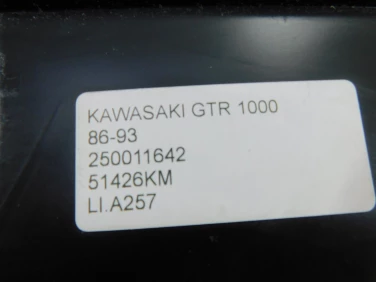 KAWASAKI GTR 1000
86-93
250011642
51426KM
LI.A257